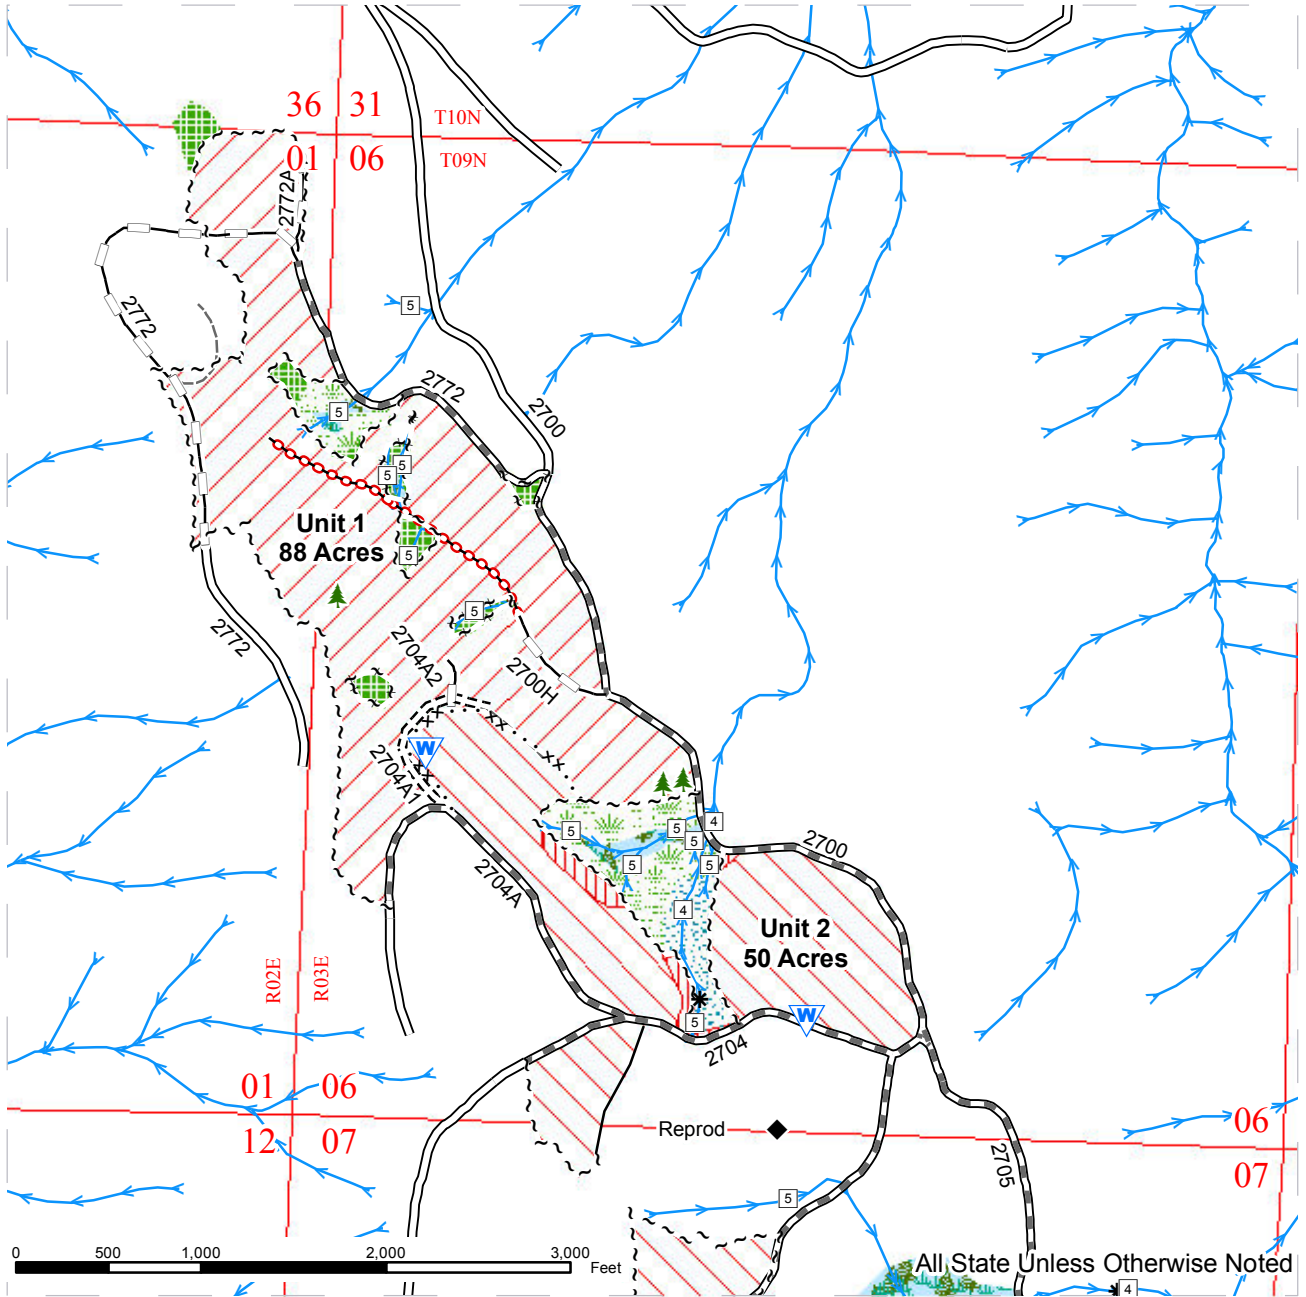 36 31
T10N
01 06
T09N
2772A
2772
5
2772
2700
5
5
5
Unit 1
88 Acres
5
5
2772
2704A2
2700H
W
2704A1
4
5
5
5
2700
5
5
2704A
4
Unit 2
50 Acres
R02E
R03E
W
5
2704
01 06
Reprod
06
12 07
2705
07
5
0 500 1,000 2,000 3,000
Feet
All State Unless Otherwise Noted
4